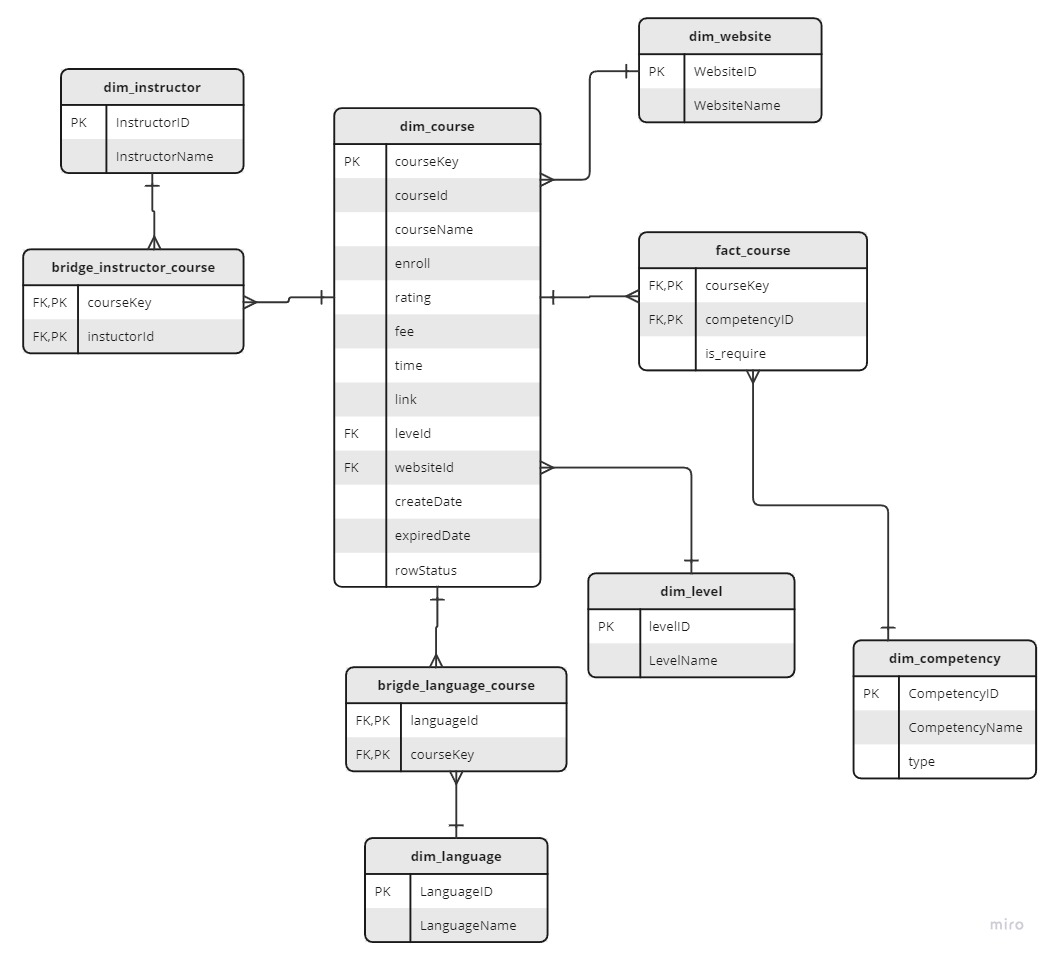 dim_website
PK WebsiteID
WebsiteName
dim_instructor
PK InstructorID
InstructorName
dim_course
PK courseKey
courseId
courseName
enroll
rating
fee
time
link
FK leveId
FK websiteId
createDate
expiredDate
rowStatus
bridge_instructor_course
FK,PK courseKey
FK,PK instuctorId
fact_course
FK,PK courseKey
FK,PK competencyID
is_require
dim_level
PK levelID
LevelName
dim_competency
PK CompetencyID
CompetencyName
type
brigde_language_course
FK,PK languageId
FK,PK courseKey
dim_language
PK LanguageID
LanguageName
miro